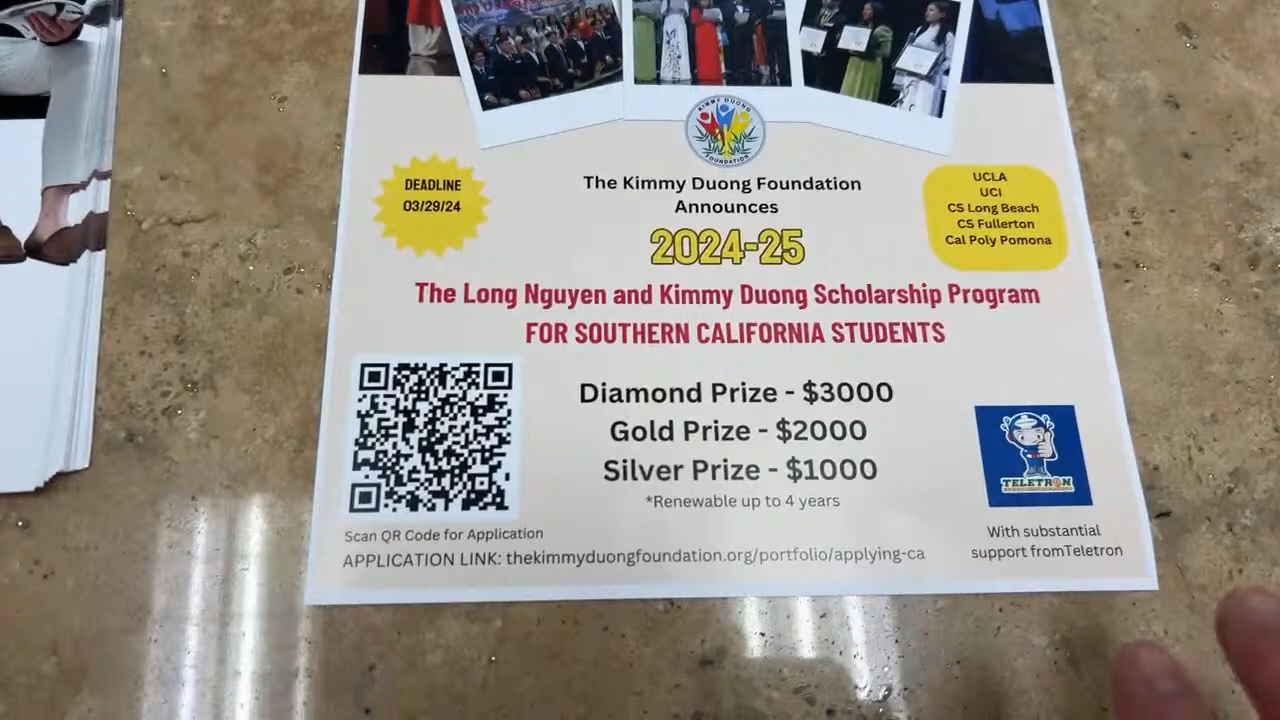 KIMMY DUONG
FOUNDATION
DEADLINE
03/29/24
The Kimmy Duong Foundation
Announces
2024-25
UCLA
UCI
CS Long Beach
CS Fullerton
Cal Poly Pomona
The Long Nguyen and Kimmy Duong Scholarship Program
FOR SOUTHERN CALIFORNIA STUDENTS
Diamond Prize - $3000
Gold Prize - $2000
Silver Prize - $1000
*Renewable up to 4 years
TELETRON
Scan QR Code for Application
APPLICATION LINK: thekimmyduongfoundation.org/portfolio/applying-ca
With substantial
support fromTeletron